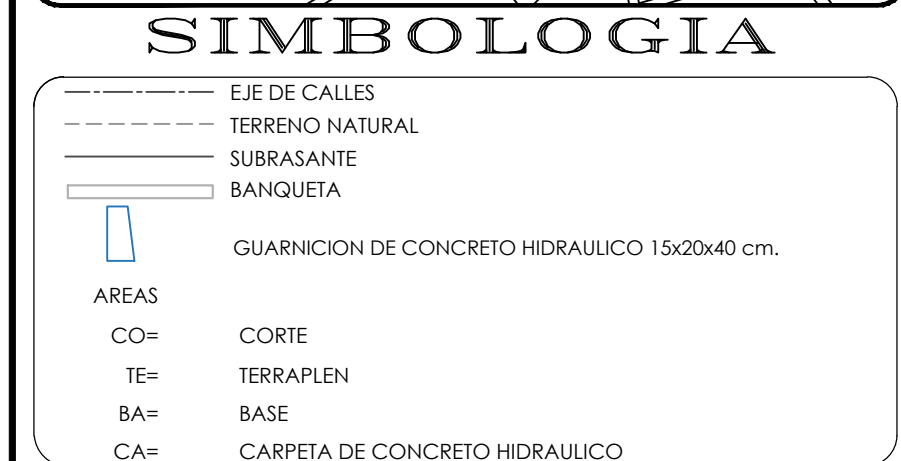 SIMBOLOGIA
EJE DE CALLES
TERRENO NATURAL
SUBRASANTE
BANQUETA
GUARNICION DE CONCRETO HIDRAULICO 15x20x40 cm.
AREAS
CO= CORTE
TE= TERRAPLEN
BA= BASE
CA= CARPETA DE CONCRETO HIDRAULICO